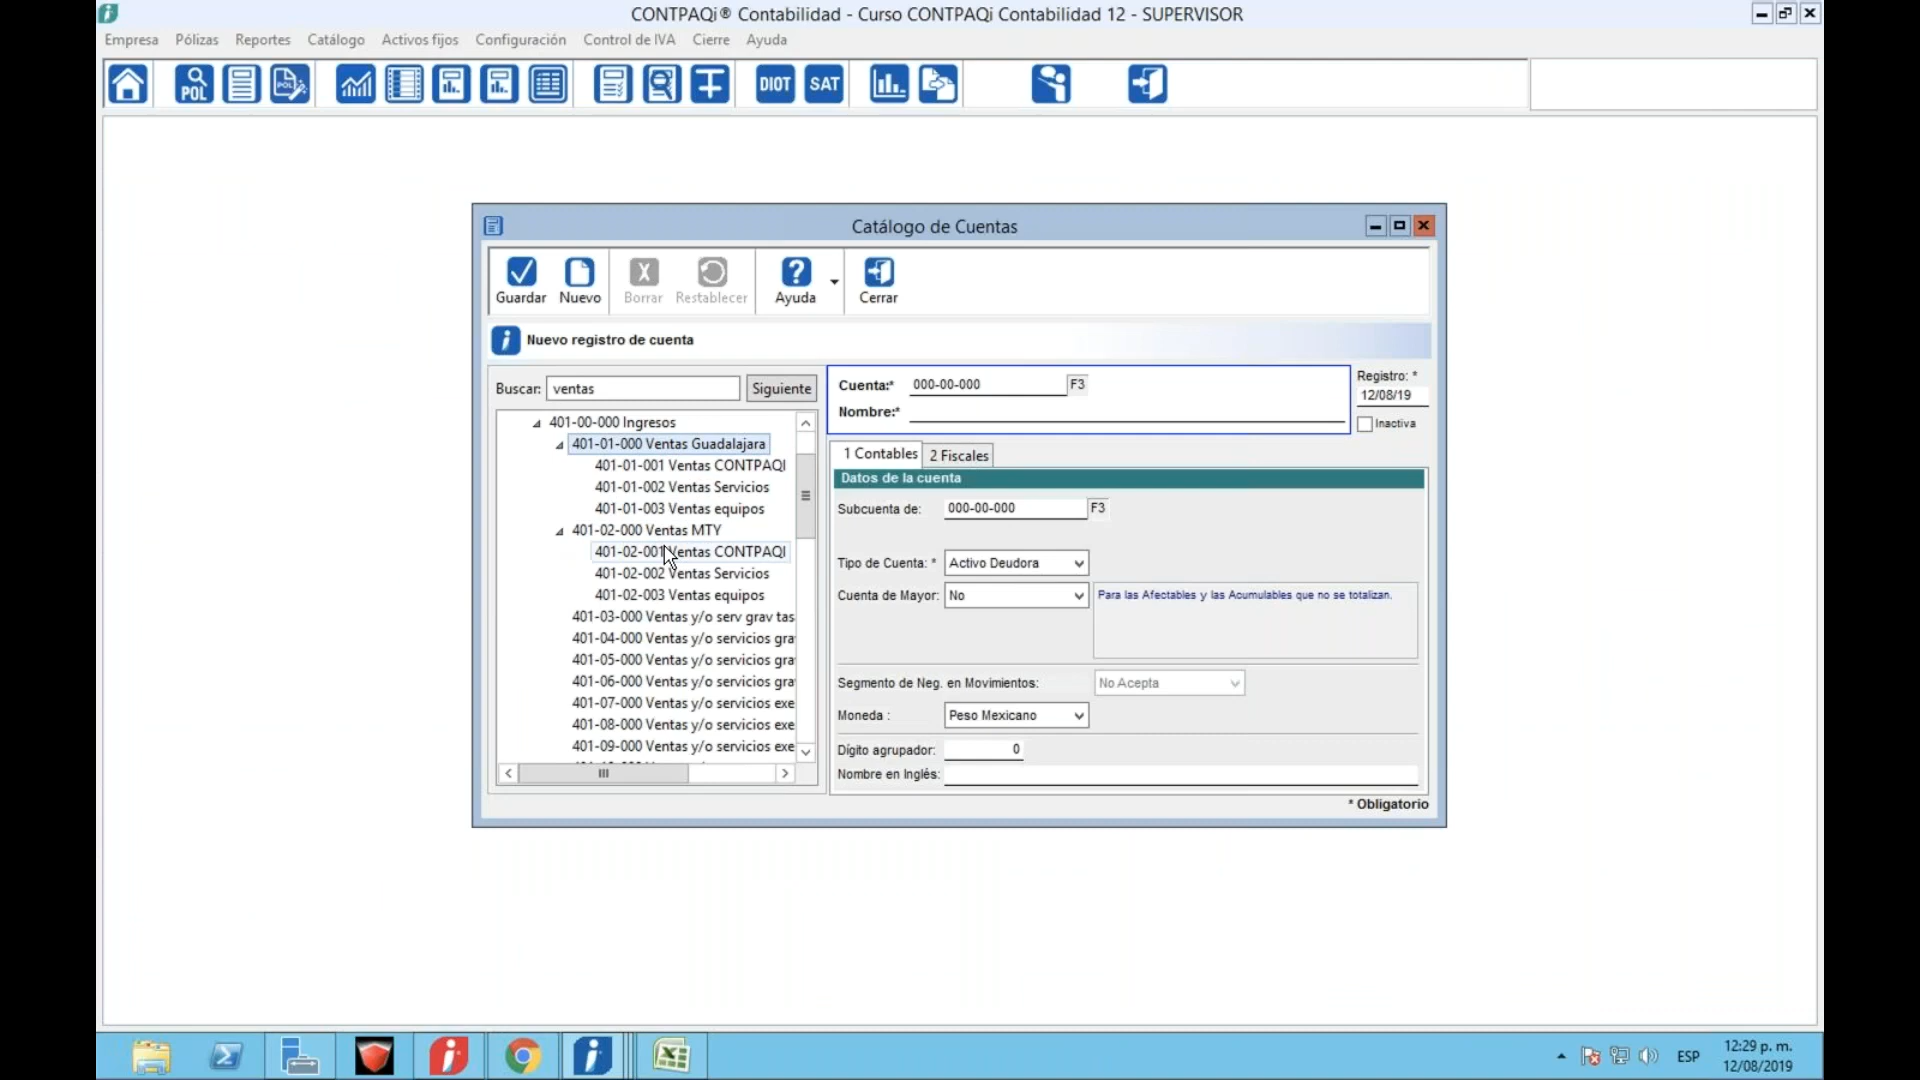 CONTPAQi® Contabilidad - Curso CONTPAQi Contabilidad 12 - SUPERVISOR
Empresa Pólizas Reportes Catálogo Activos fijos Configuración Control de IVA Cierre Ayuda
POL POL DIOT SAT
Catálogo de Cuentas
Guardar Nuevo Borrar Restablecer Ayuda Cerrar
Nuevo registro de cuenta
Buscar: ventas Siguiente
401-00-000 Ingresos
401-01-000 Ventas Guadalajara
401-01-001 Ventas CONTPAQI
401-01-002 Ventas Servicios
401-01-003 Ventas equipos
401-02-000 Ventas MTY
401-02-001 Ventas CONTPAQI
401-02-002 Ventas Servicios
401-02-003 Ventas equipos
401-03-000 Ventas y/o serv grav tas
401-04-000 Ventas y/o servicios gra
401-05-000 Ventas y/o servicios gra
401-06-000 Ventas y/o servicios gra
401-07-000 Ventas y/o servicios exe
401-08-000 Ventas y/o servicios exe
401-09-000 Ventas y/o servicios exe
Cuenta:* 000-00-000 F3
Nombre:*
Registro: *
12/08/19
Inactiva
1 Contables 2 Fiscales
Datos de la cuenta
Subcuenta de: 000-00-000 F3
Tipo de Cuenta: * Activo Deudora
Cuenta de Mayor: No Para las Afectables y las Acumulables que no se totalizan.
Segmento de Neg. en Movimientos: No Acepta
Moneda : Peso Mexicano
Dígito agrupador: 0
Nombre en Inglés:
* Obligatorio
ESP
12:29 p. m.
12/08/2019